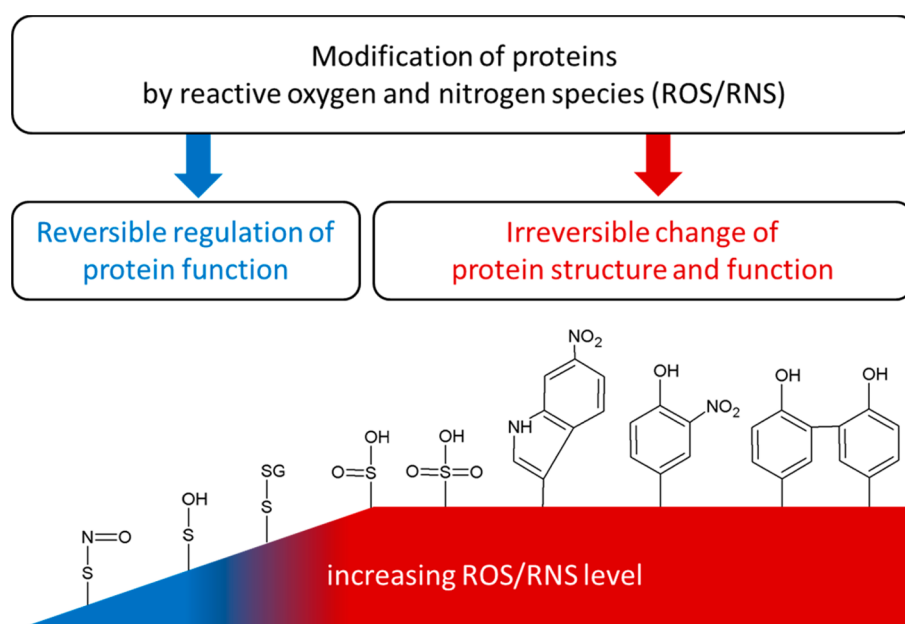 Modification of proteins
by reactive oxygen and nitrogen species (ROS/RNS)
Reversible regulation of
protein function
Irreversible change of
protein structure and function
N=O
S
OH
S
SG
S
OH
O=S
OH
O=S=O
NO₂
NH
OH
NO₂
OH
OH
increasing ROS/RNS level